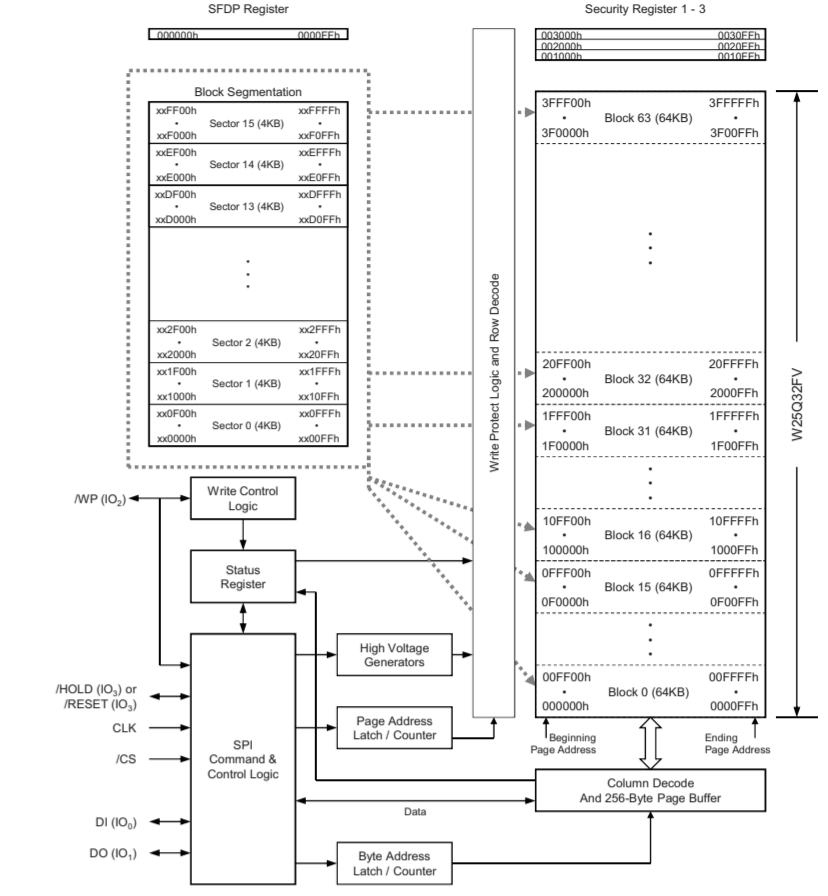 SFDP Register
000000h 0000FFh
Security Register 1 - 3
003000h 0030FFh
002000h 0020FFh
001000h 0010FFh
Block Segmentation
xxFF00h xxFFFFh
• Sector 15 (4KB) •
xxF000h xxF0FFh
xxEF00h xxEFFFh
• Sector 14 (4KB) •
xxE000h xxE0FFh
xxDF00h xxDFFFh
• Sector 13 (4KB) •
xxD000h xxD0FFh
xx2F00h xx2FFFh
• Sector 2 (4KB) •
xx2000h xx20FFh
xx1F00h xx1FFFh
• Sector 1 (4KB) •
xx1000h xx10FFh
xx0F00h xx0FFFh
• Sector 0 (4KB) •
xx0000h xx00FFh
Write Protect Logic and Row Decode
3FFF00h 3FFFFFh
• Block 63 (64KB) •
3F0000h 3F00FFh
20FF00h 20FFFFh
• Block 32 (64KB) •
200000h 2000FFh
1FFF00h 1FFFFFh
• Block 31 (64KB) •
1F0000h 1F00FFh
10FF00h 10FFFFh
• Block 16 (64KB) •
100000h 1000FFh
0FFF00h 0FFFFFh
• Block 15 (64KB) •
0F0000h 0F00FFh
00FF00h 00FFFFh
• Block 0 (64KB) •
000000h 0000FFh
W25Q32FV
Beginning
Page Address
Ending
Page Address
/WP (IO2)
Write Control
Logic
Status
Register
High Voltage
Generators
/HOLD (IO3) or
/RESET (IO3)
CLK
/CS
DI (IO0)
DO (IO1)
SPI
Command &
Control Logic
Page Address
Latch / Counter
Column Decode
And 256-Byte Page Buffer
Data
Byte Address
Latch / Counter